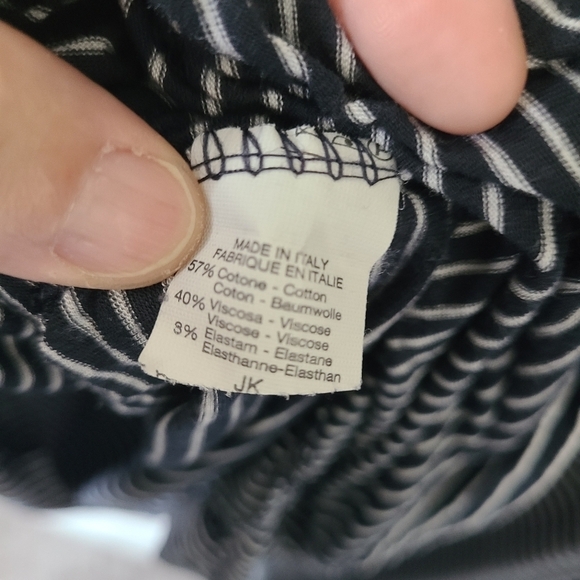 MADE IN ITALY
FABRIQUE EN ITALIE
57% Cotone - Cotton
Coton - Baumwolle
40% Viscosa - Viscose
Viscose - Viscose
3% Elastam - Elastane
Elasthanne-Elasthan
JK